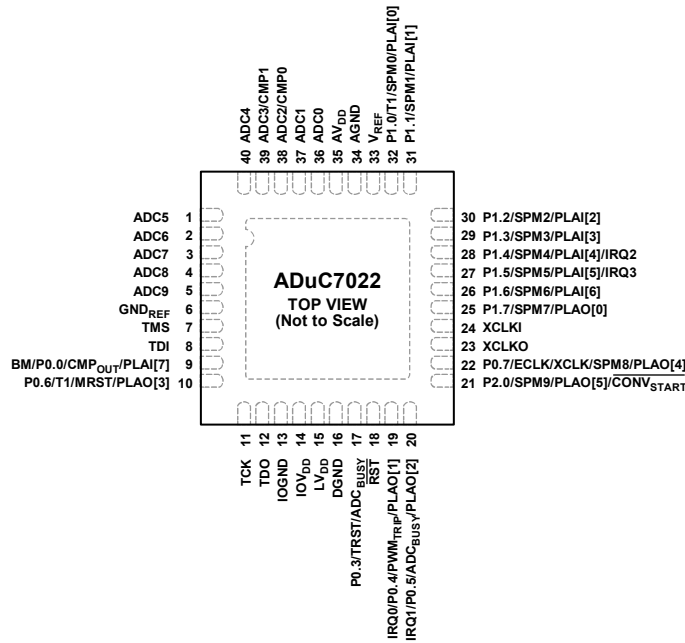 40 ADC4
39 ADC3/CMP1
38 ADC2/CMP0
37 ADC1
36 ADC0
35 AVDD
34 AGND
33 VREF
32 P1.0/T1/SPM0/PLAI[0]
31 P1.1/SPM1/PLAI[1]
ADC5 1
ADC6 2
ADC7 3
ADC8 4
ADC9 5
GNDREF 6
TMS 7
TDI 8
BM/P0.0/CMPOUT/PLAI[7] 9
P0.6/T1/MRST/PLAO[3] 10
ADuC7022
TOP VIEW
(Not to Scale)
30 P1.2/SPM2/PLAI[2]
29 P1.3/SPM3/PLAI[3]
28 P1.4/SPM4/PLAI[4]/IRQ2
27 P1.5/SPM5/PLAI[5]/IRQ3
26 P1.6/SPM6/PLAI[6]
25 P1.7/SPM7/PLAO[0]
24 XCLKI
23 XCLKO
22 P0.7/ECLK/XCLK/SPM8/PLAO[4]
21 P2.0/SPM9/PLAO[5]/CONVSTART
TCK 11
TDO 12
IOGND 13
IOVDD 14
LVDD 15
DGND 16
P0.3/TRST/ADCBUSY 17
RST 18
IRQ0/P0.4/PWMTRIP/PLAO[1] 19
IRQ1/P0.5/ADCBUSY/PLAO[2] 20